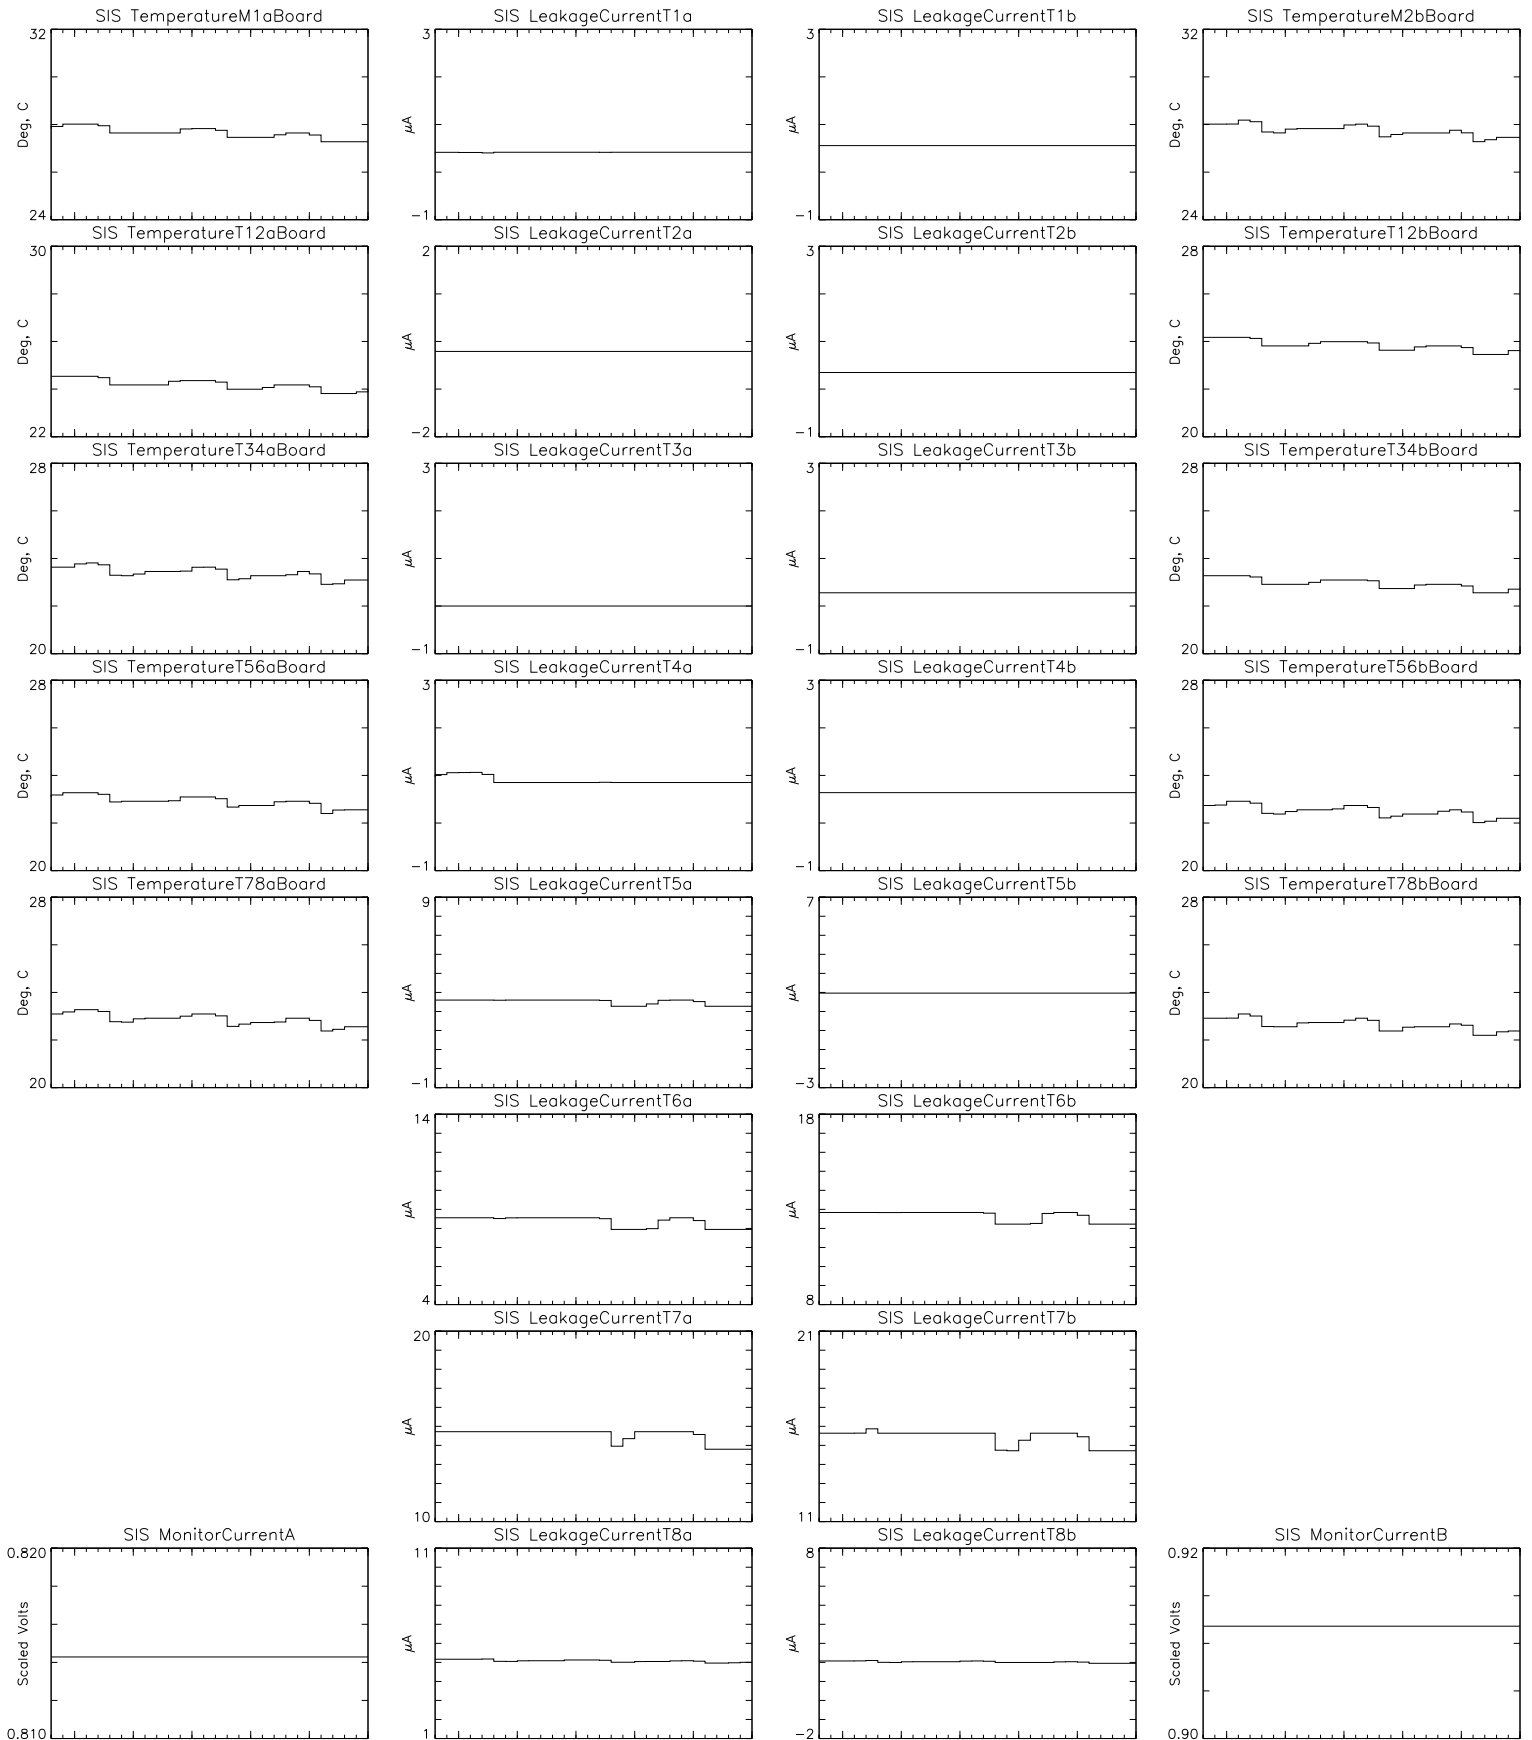 SIS TemperatureM1aBoard
SIS LeakageCurrentT1a
SIS LeakageCurrentT1b
SIS TemperatureM2bBoard
32
3
3
32
Deg, C
μA
μA
Deg, C
24
-1
-1
24
SIS TemperatureT12aBoard
SIS LeakageCurrentT2a
SIS LeakageCurrentT2b
SIS TemperatureT12bBoard
30
2
3
28
Deg, C
μA
μA
Deg, C
22
-2
-1
20
SIS TemperatureT34aBoard
SIS LeakageCurrentT3a
SIS LeakageCurrentT3b
SIS TemperatureT34bBoard
28
3
3
28
Deg, C
μA
μA
Deg, C
20
-1
-1
20
SIS TemperatureT56aBoard
SIS LeakageCurrentT4a
SIS LeakageCurrentT4b
SIS TemperatureT56bBoard
28
3
3
28
Deg, C
μA
μA
Deg, C
20
-1
-1
20
SIS TemperatureT78aBoard
SIS LeakageCurrentT5a
SIS LeakageCurrentT5b
SIS TemperatureT78bBoard
28
9
7
28
Deg, C
μA
μA
Deg, C
20
-1
-3
20
SIS LeakageCurrentT6a
SIS LeakageCurrentT6b
14
18
μA
μA
4
8
SIS LeakageCurrentT7a
SIS LeakageCurrentT7b
20
21
μA
μA
10
11
SIS MonitorCurrentA
SIS LeakageCurrentT8a
SIS LeakageCurrentT8b
SIS MonitorCurrentB
0.820
11
8
0.92
Scaled Volts
μA
μA
Scaled Volts
0.810
1
-2
0.90